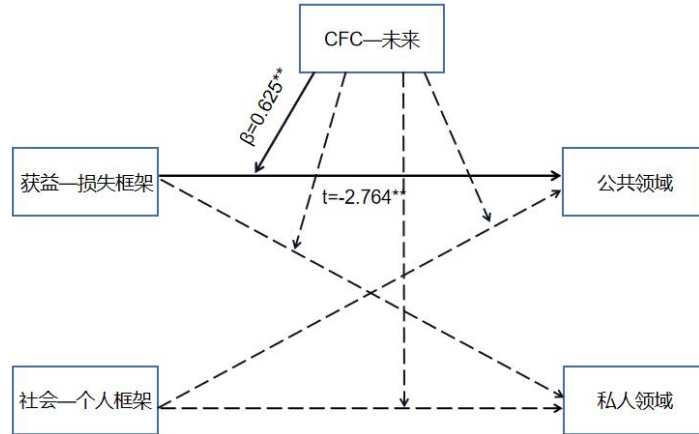 CFC—未来
β=0.625**
获益—损失框架
公共领域
t=-2.764**
社会—个人框架
私人领域